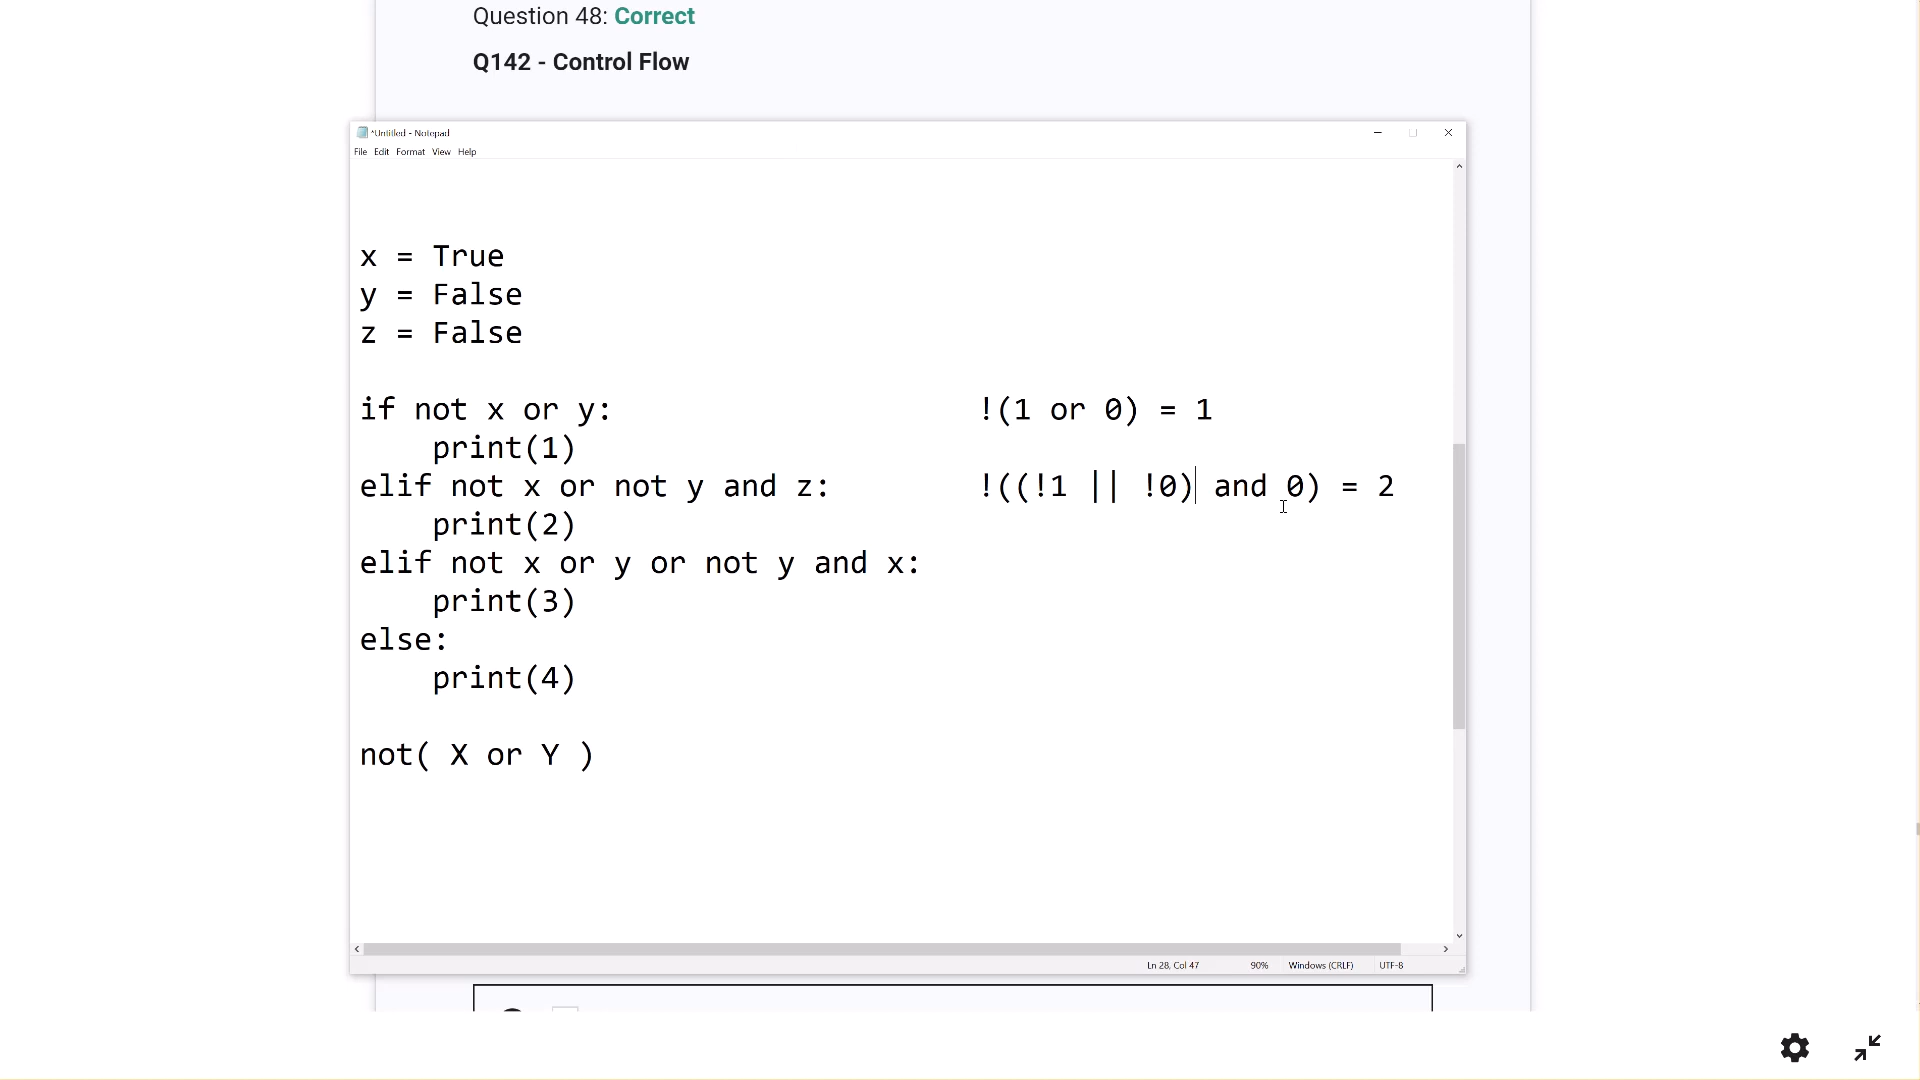 Question 48: Correct
Q142 - Control Flow
*Untitled - Notepad
File Edit Format View Help
x = True
y = False
z = False
if not x or y: !(1 or 0) = 1
print(1)
elif not x or not y and z: !((!1 || !0) and 0) = 2
print(2)
elif not x or y or not y and x:
print(3)
else:
print(4)
not( X or Y )
Ln 28, Col 47 90% Windows (CRLF) UTF-8